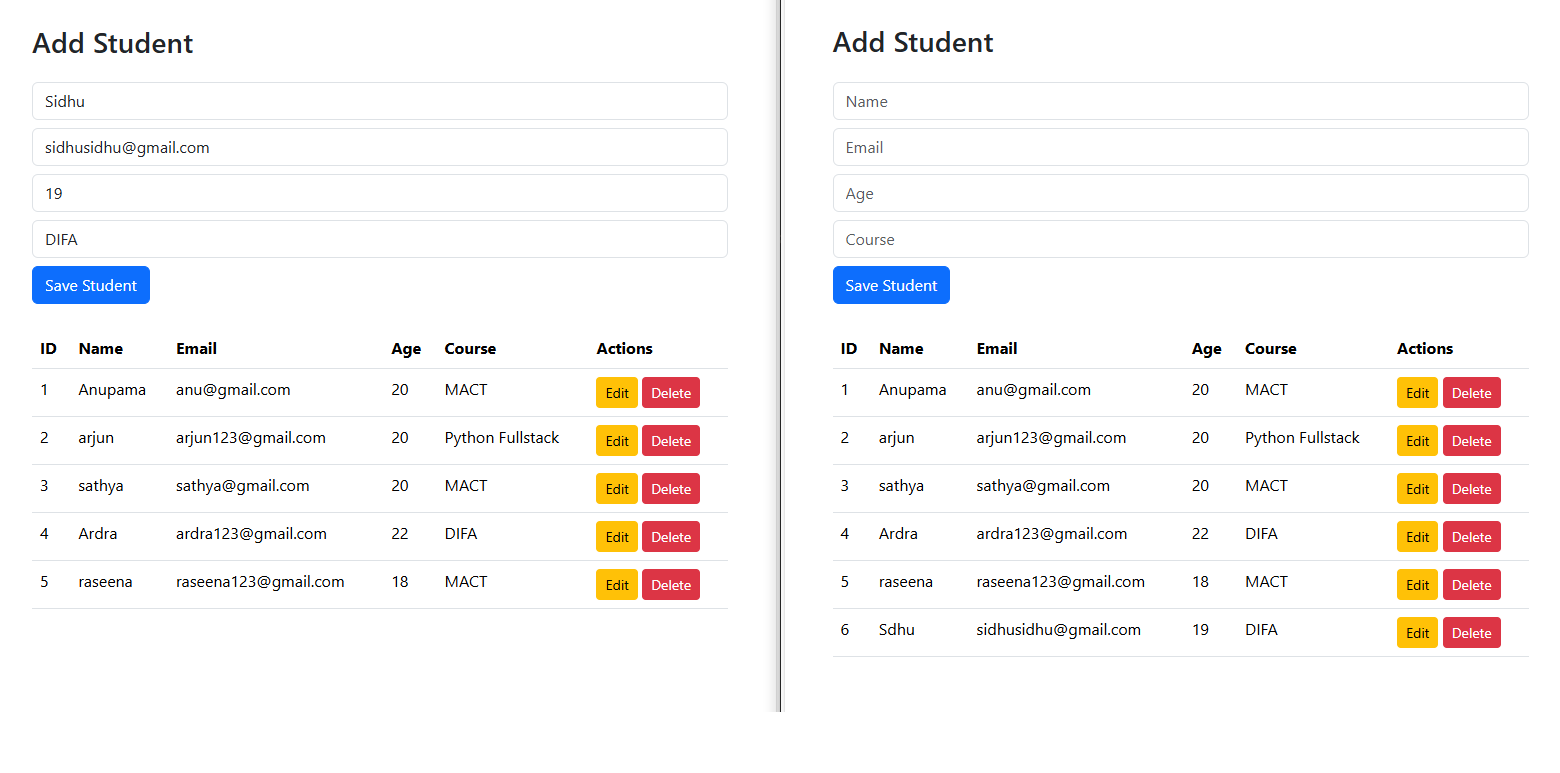 Add Student
Sidhu
sidhusidhu@gmail.com
19
DIFA
Save Student
ID Name Email Age Course Actions
1 Anupama anu@gmail.com 20 MACT Edit Delete
2 arjun arjun123@gmail.com 20 Python Fullstack Edit Delete
3 sathya sathya@gmail.com 20 MACT Edit Delete
4 Ardra ardra123@gmail.com 22 DIFA Edit Delete
5 raseena raseena123@gmail.com 18 MACT Edit Delete
Add Student
Name
Email
Age
Course
Save Student
ID Name Email Age Course Actions
1 Anupama anu@gmail.com 20 MACT Edit Delete
2 arjun arjun123@gmail.com 20 Python Fullstack Edit Delete
3 sathya sathya@gmail.com 20 MACT Edit Delete
4 Ardra ardra123@gmail.com 22 DIFA Edit Delete
5 raseena raseena123@gmail.com 18 MACT Edit Delete
6 Sdhu sidhusidhu@gmail.com 19 DIFA Edit Delete